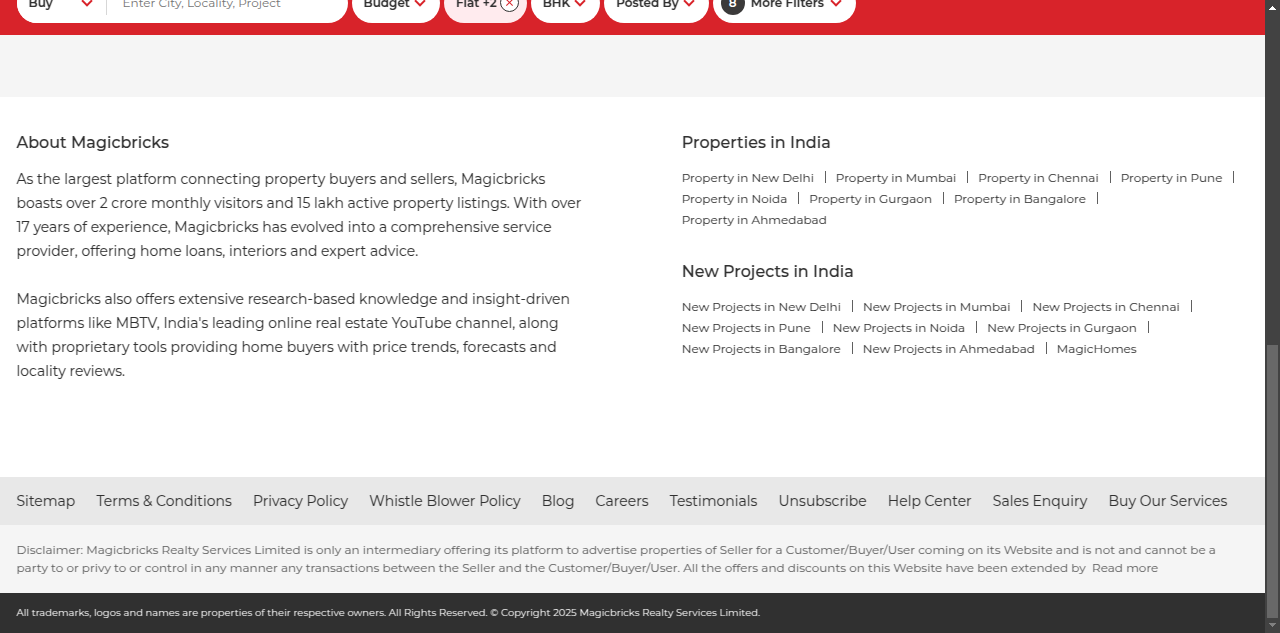 Buy Enter City, Locality, Project Budget Flat +2 BHK Posted By 8 More Filters
About Magicbricks
As the largest platform connecting property buyers and sellers, Magicbricks
boasts over 2 crore monthly visitors and 15 lakh active property listings. With over
17 years of experience, Magicbricks has evolved into a comprehensive service
provider, offering home loans, interiors and expert advice.
Magicbricks also offers extensive research-based knowledge and insight-driven
platforms like MBTV, India's leading online real estate YouTube channel, along
with proprietary tools providing home buyers with price trends, forecasts and
locality reviews.
Properties in India
Property in New Delhi | Property in Mumbai | Property in Chennai | Property in Pune |
Property in Noida | Property in Gurgaon | Property in Bangalore |
Property in Ahmedabad
New Projects in India
New Projects in New Delhi | New Projects in Mumbai | New Projects in Chennai |
New Projects in Pune | New Projects in Noida | New Projects in Gurgaon |
New Projects in Bangalore | New Projects in Ahmedabad | MagicHomes
Sitemap Terms & Conditions Privacy Policy Whistle Blower Policy Blog Careers Testimonials Unsubscribe Help Center Sales Enquiry Buy Our Services
Disclaimer: Magicbricks Realty Services Limited is only an intermediary offering its platform to advertise properties of Seller for a Customer/Buyer/User coming on its Website and is not and cannot be a
party to or privy to or control in any manner any transactions between the Seller and the Customer/Buyer/User. All the offers and discounts on this Website have been extended by Read more
All trademarks, logos and names are properties of their respective owners. All Rights Reserved. © Copyright 2025 Magicbricks Realty Services Limited.